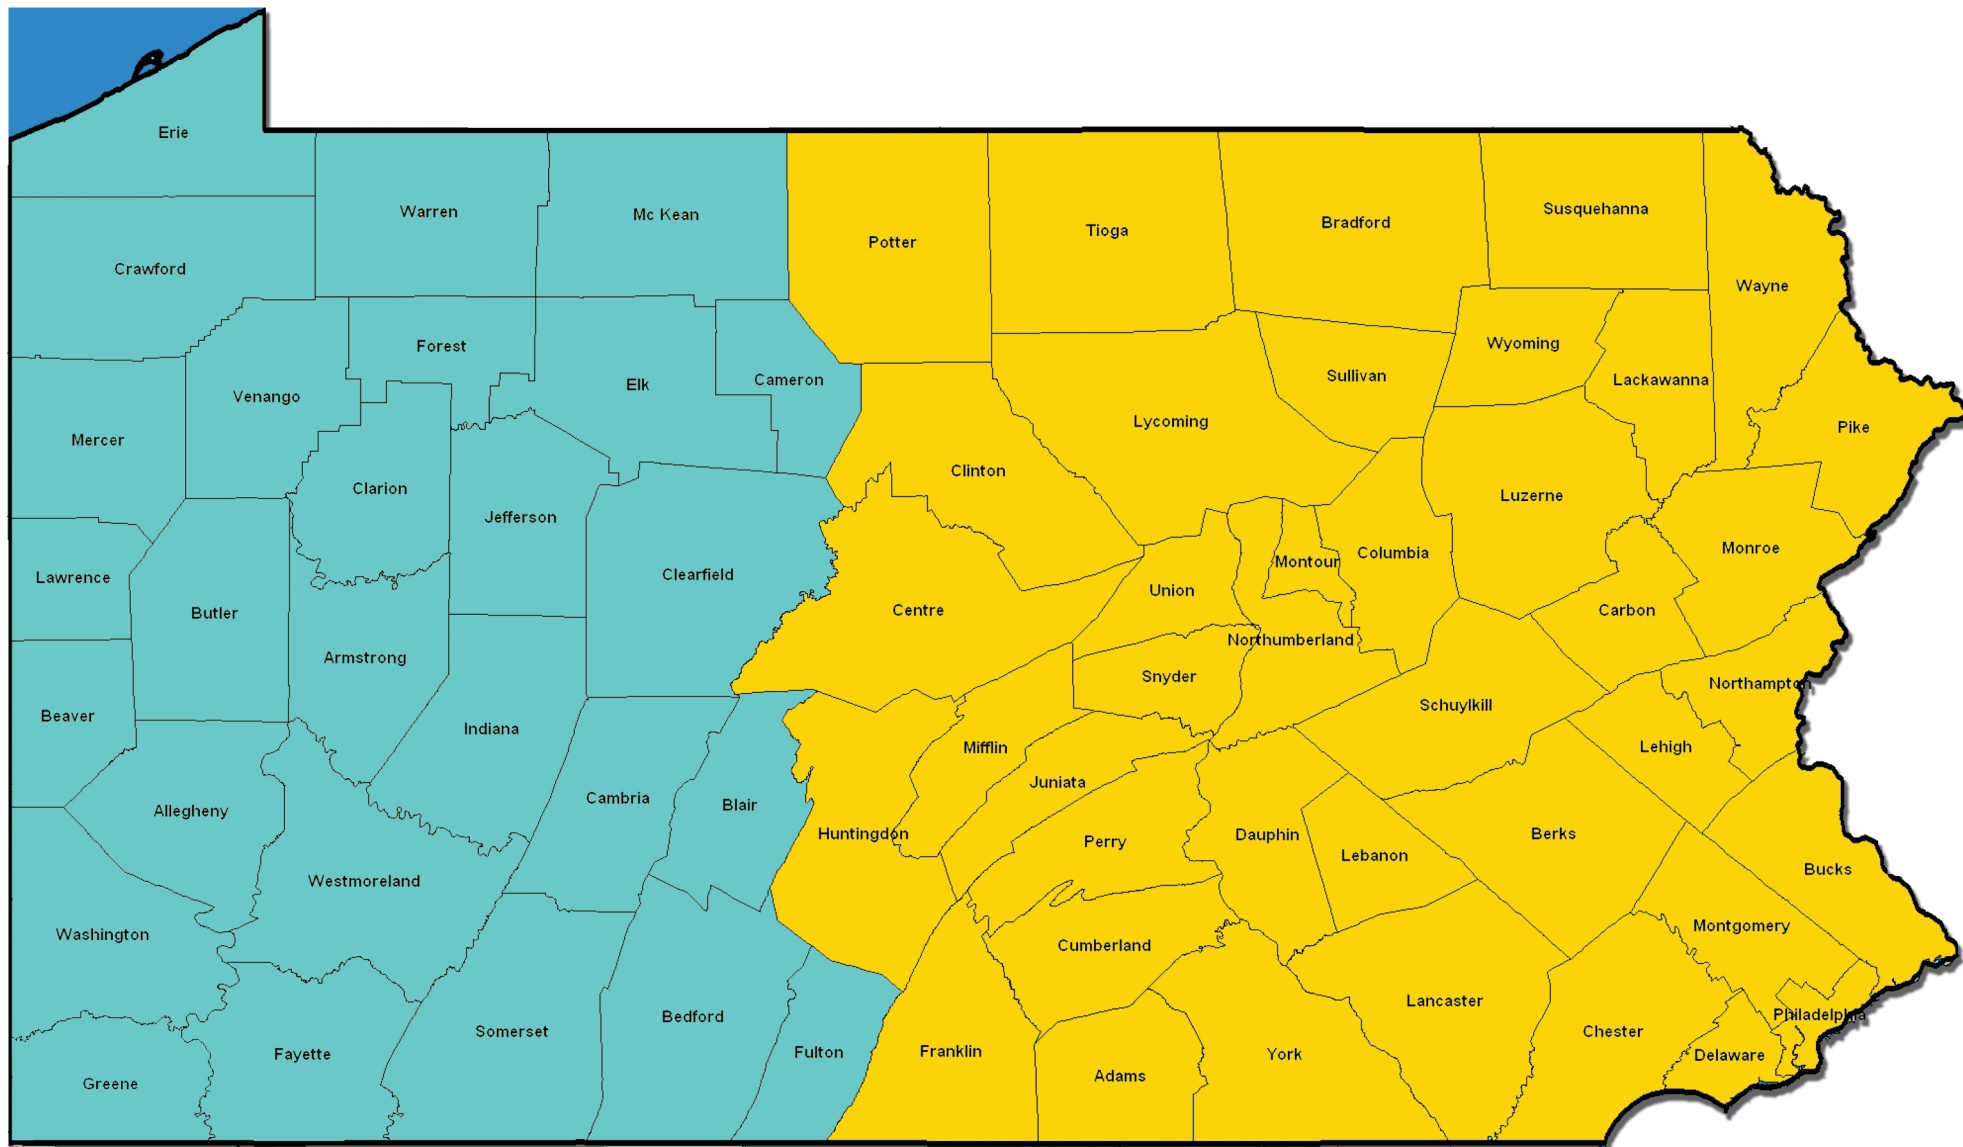 Erie
Warren
Mc Kean
Susquehanna
Bradford
Tioga
Potter
Crawford
Wayne
Forest
Wyoming
Elk
Cameron
Sullivan
Lackawanna
Venango
Lycoming
Pike
Mercer
Clinton
Clarion
Luzerne
Jefferson
Monroe
Columbia
Montour
Clearfield
Lawrence
Union
Centre
Carbon
Butler
Northumberland
Armstrong
Snyder
Northampton
Schuylkill
Beaver
Indiana
Mifflin
Lehigh
Juniata
Cambria
Blair
Allegheny
Huntingdon
Dauphin
Berks
Perry
Lebanon
Bucks
Westmoreland
Montgomery
Washington
Cumberland
Lancaster
Philadelphia
Bedford
Somerset
Chester
Fulton
Franklin
York
Fayette
Delaware
Adams
Greene